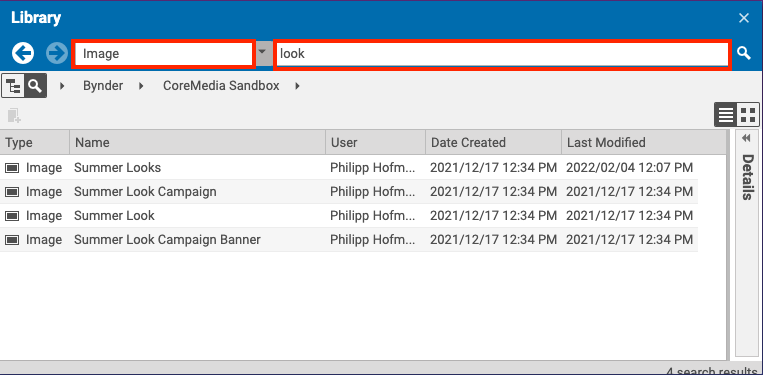 Library
Image look
Bynder CoreMedia Sandbox
Type Name User Date Created Last Modified
Image Summer Looks Philipp Hofm... 2021/12/17 12:34 PM 2022/02/04 12:07 PM
Image Summer Look Campaign Philipp Hofm... 2021/12/17 12:34 PM 2021/12/17 12:34 PM
Image Summer Look Philipp Hofm... 2021/12/17 12:34 PM 2021/12/17 12:34 PM
Image Summer Look Campaign Banner Philipp Hofm... 2021/12/17 12:34 PM 2021/12/17 12:34 PM
Details
4 search results